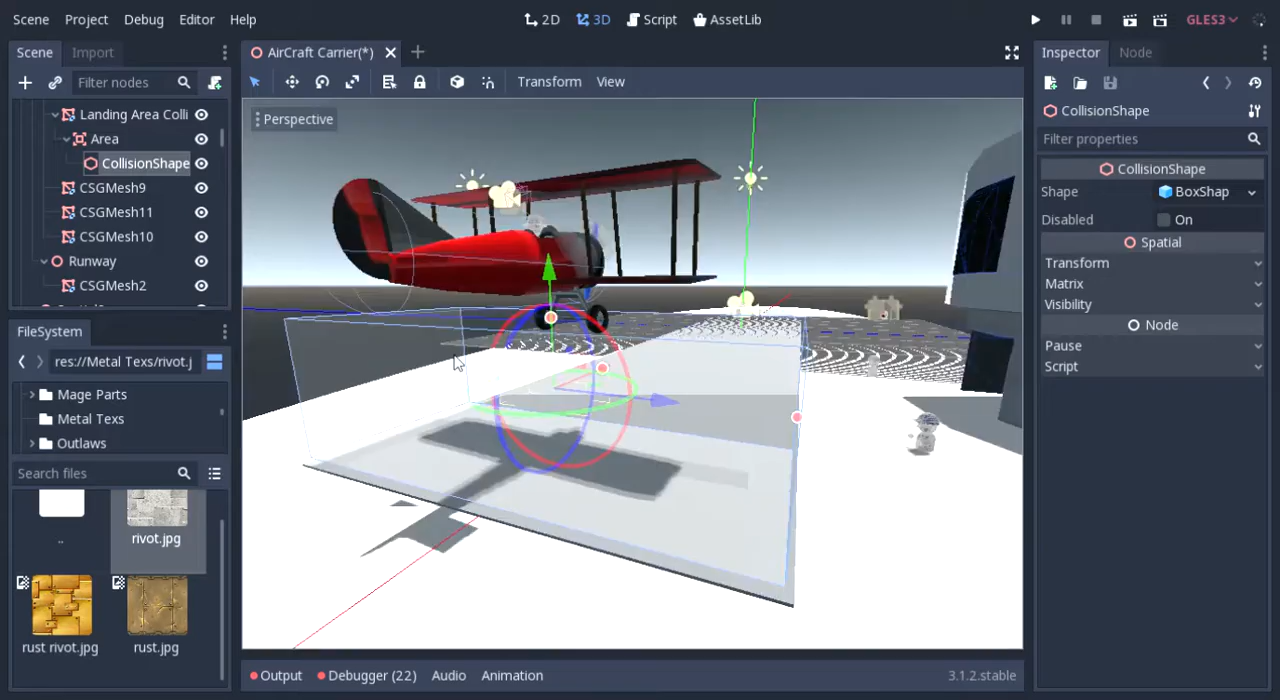 Scene Project Debug Editor Help
2D 3D Script AssetLib
GLES3
Scene Import
AirCraft Carrier(*)
Inspector Node
Filter nodes
Transform View
Perspective
Landing Area Colli
Area
CollisionShape
CSGMesh9
CSGMesh11
CSGMesh10
Runway
CSGMesh2
FileSystem
res://Metal Texs/rivot.j
Mage Parts
Metal Texs
Outlaws
Search files
..
rivot.jpg
rust rivot.jpg
rust.jpg
Output Debugger (22) Audio Animation
3.1.2.stable
CollisionShape
Filter properties
CollisionShape
Shape BoxShap
Disabled On
Spatial
Transform
Matrix
Visibility
Node
Pause
Script